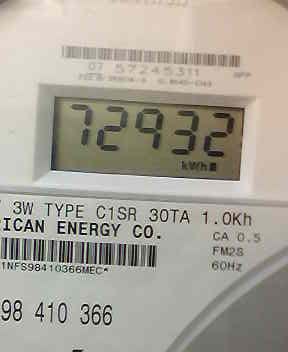 07 57245311
72932
kWh
3W TYPE C1SR 30TA 1.0Kh
RICAN ENERGY CO.
CA 0.5
FM2S
60Hz
1NFS98410366MEC*
98 410 366